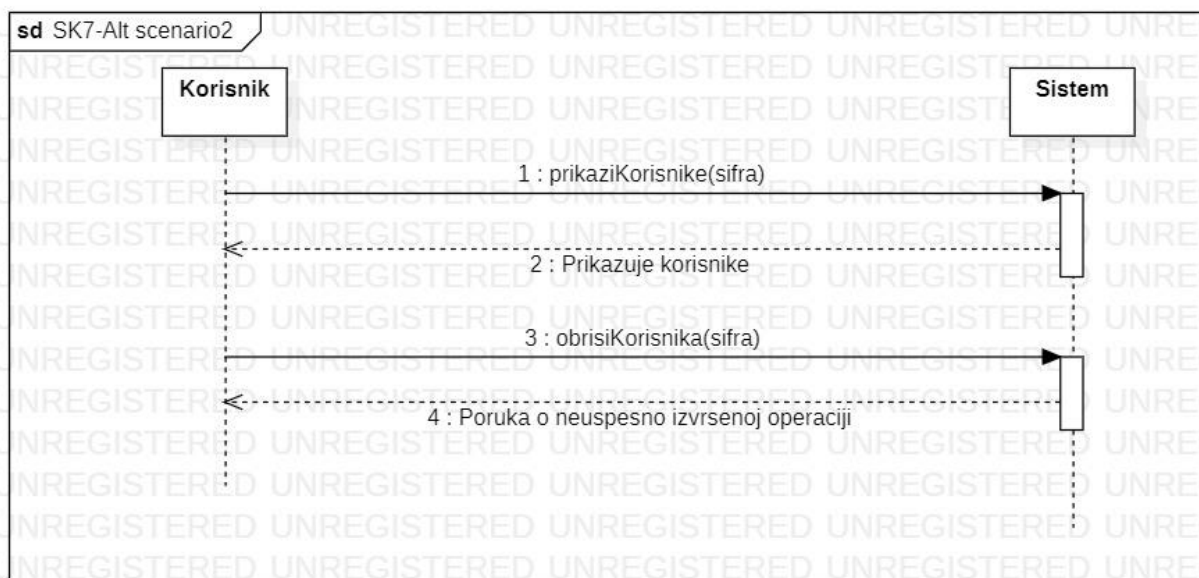 sd SK7-Alt scenario2
Korisnik
Sistem
1 : prikaziKorisnike(sifra)
2 : Prikazuje korisnike
3 : obrisiKorisnika(sifra)
4 : Poruka o neuspesno izvrsenoj operaciji
UNREGISTERED